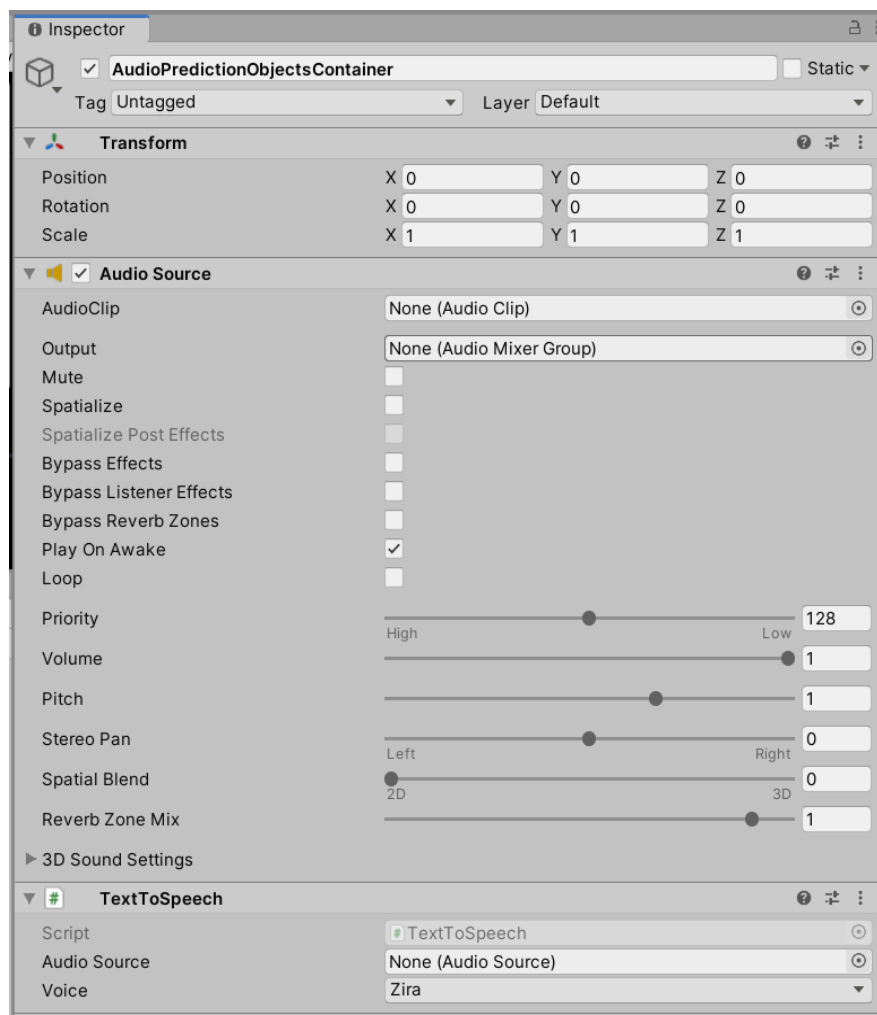 Inspector
AudioPredictionObjectsContainer Static
Tag Untagged Layer Default
Transform
Position X 0 Y 0 Z 0
Rotation X 0 Y 0 Z 0
Scale X 1 Y 1 Z 1
Audio Source
AudioClip None (Audio Clip)
Output None (Audio Mixer Group)
Mute
Spatialize
Spatialize Post Effects
Bypass Effects
Bypass Listener Effects
Bypass Reverb Zones
Play On Awake
Loop
Priority 128
High Low
Volume 1
Pitch 1
Stereo Pan 0
Left Right
Spatial Blend 0
2D 3D
Reverb Zone Mix 1
3D Sound Settings
# TextToSpeech
Script # TextToSpeech
Audio Source None (Audio Source)
Voice Zira